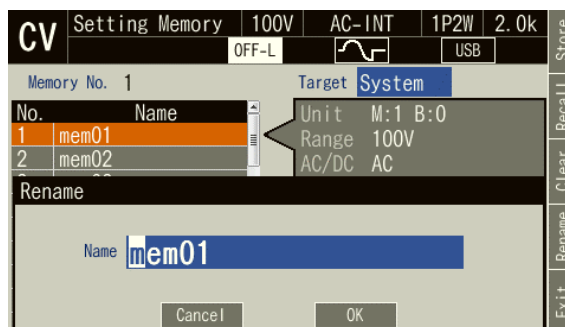 CV Setting Memory 100V AC-INT 1P2W 2.0k
OFF-L USB
Memory No. 1 Target System
No. Name
1 mem01
2 mem02
Unit M:1 B:0
Range 100V
AC/DC AC
Rename
Name mem01
Cancel OK
Store
Recall
Clear
Rename
Exit